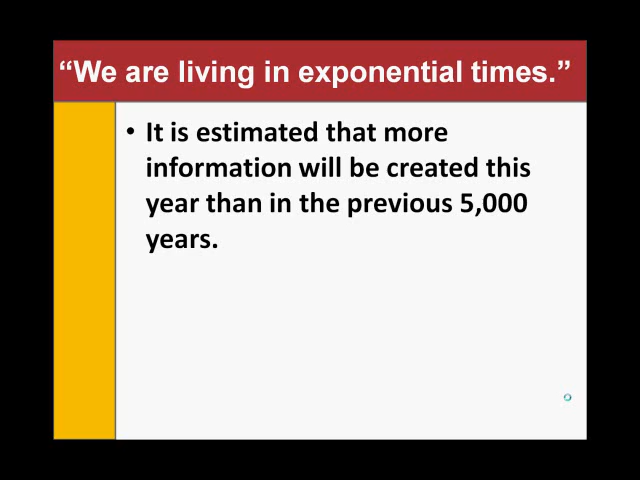 “We are living in exponential times.”
• It is estimated that more
information will be created this
year than in the previous 5,000
years.